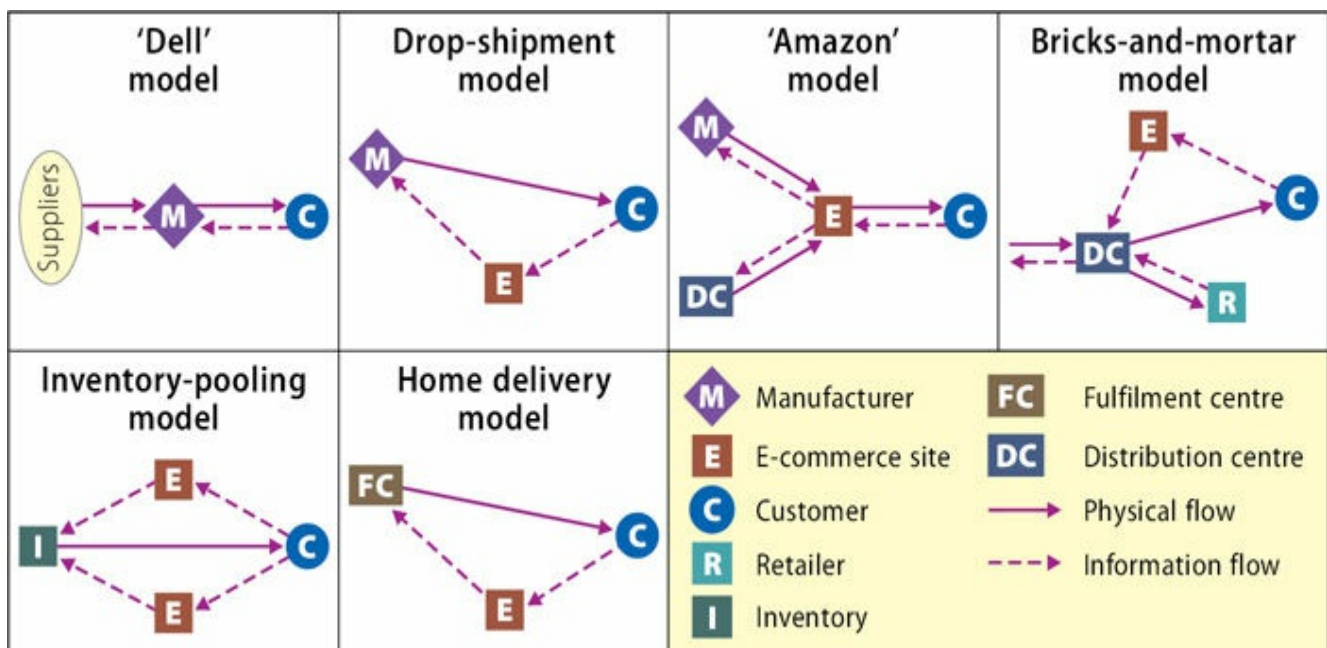 'Dell'
model
Suppliers
M
C
Drop-shipment
model
M
C
E
'Amazon'
model
M
E
C
DC
Bricks-and-mortar
model
E
C
DC
R
Inventory-pooling
model
E
I
C
E
Home delivery
model
FC
C
E
M Manufacturer
E E-commerce site
C Customer
R Retailer
I Inventory
FC Fulfilment centre
DC Distribution centre
Physical flow
Information flow